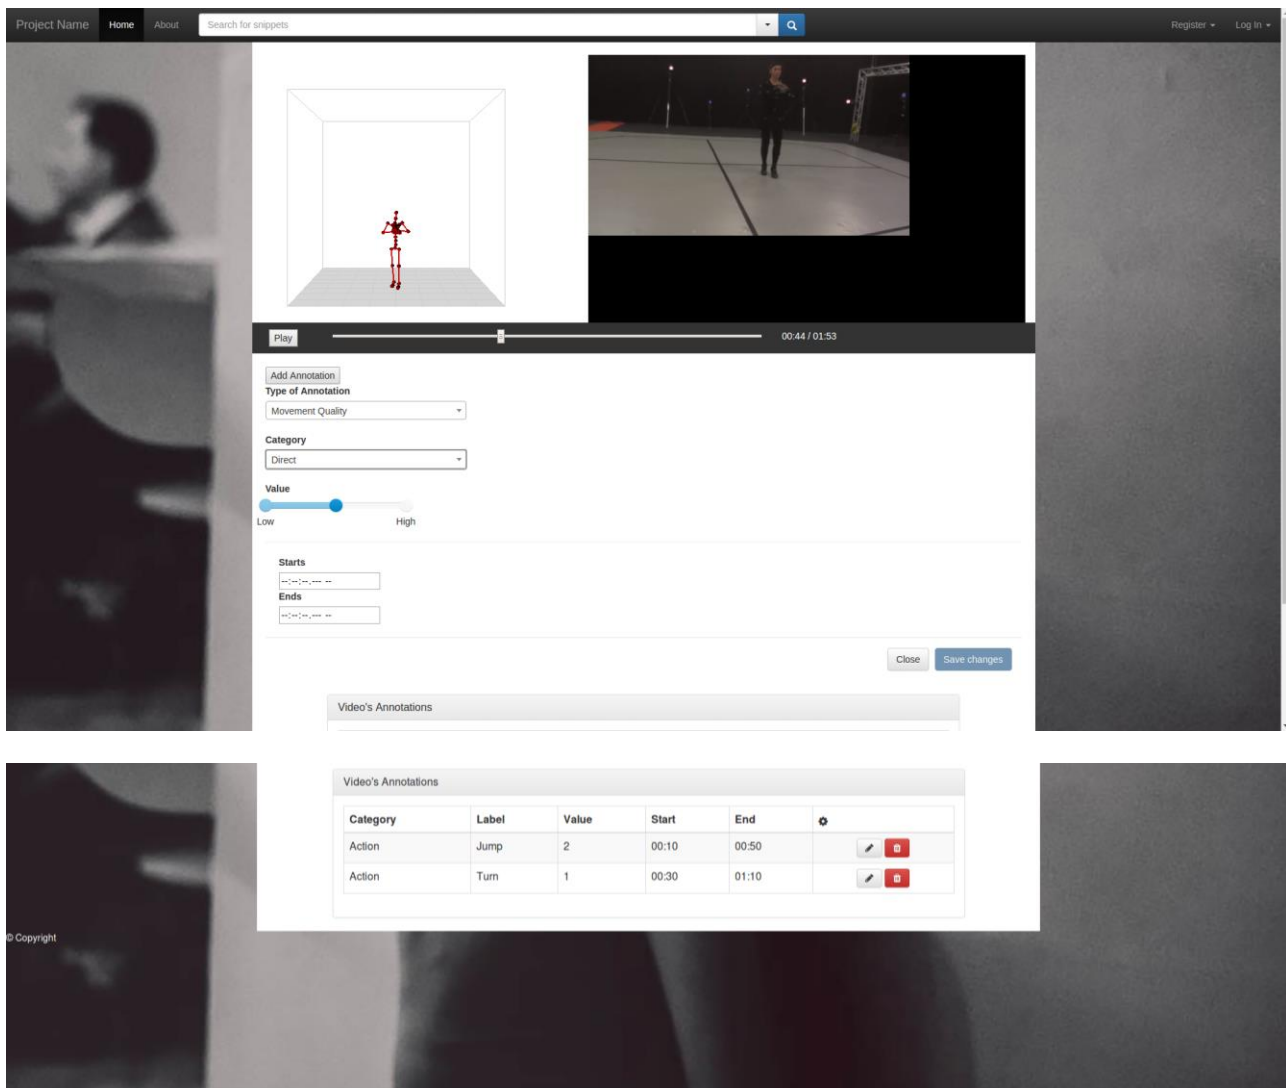 Project Name Home About Search for snippets Register Log In
Play 00:44 / 01:53
Add Annotation
Type of Annotation
Movement Quality
Category
Direct
Value
Low High
Starts
--:--:--.--- --
Ends
--:--:--.--- --
Close Save changes
Video's Annotations
Video's Annotations
Category Label Value Start End
Action Jump 2 00:10 00:50
Action Turn 1 00:30 01:10
© Copyright